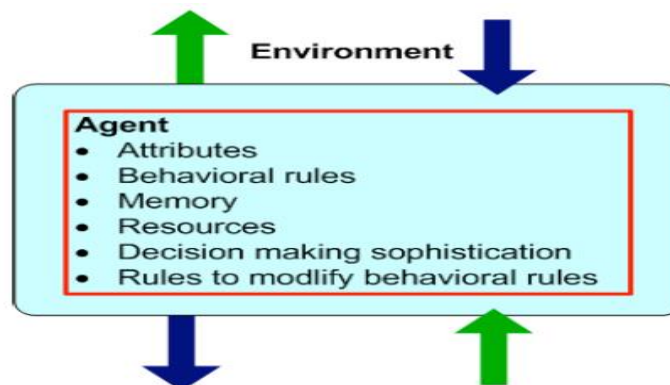 Environment
Agent
• Attributes
• Behavioral rules
• Memory
• Resources
• Decision making sophistication
• Rules to modlify behavioral rules